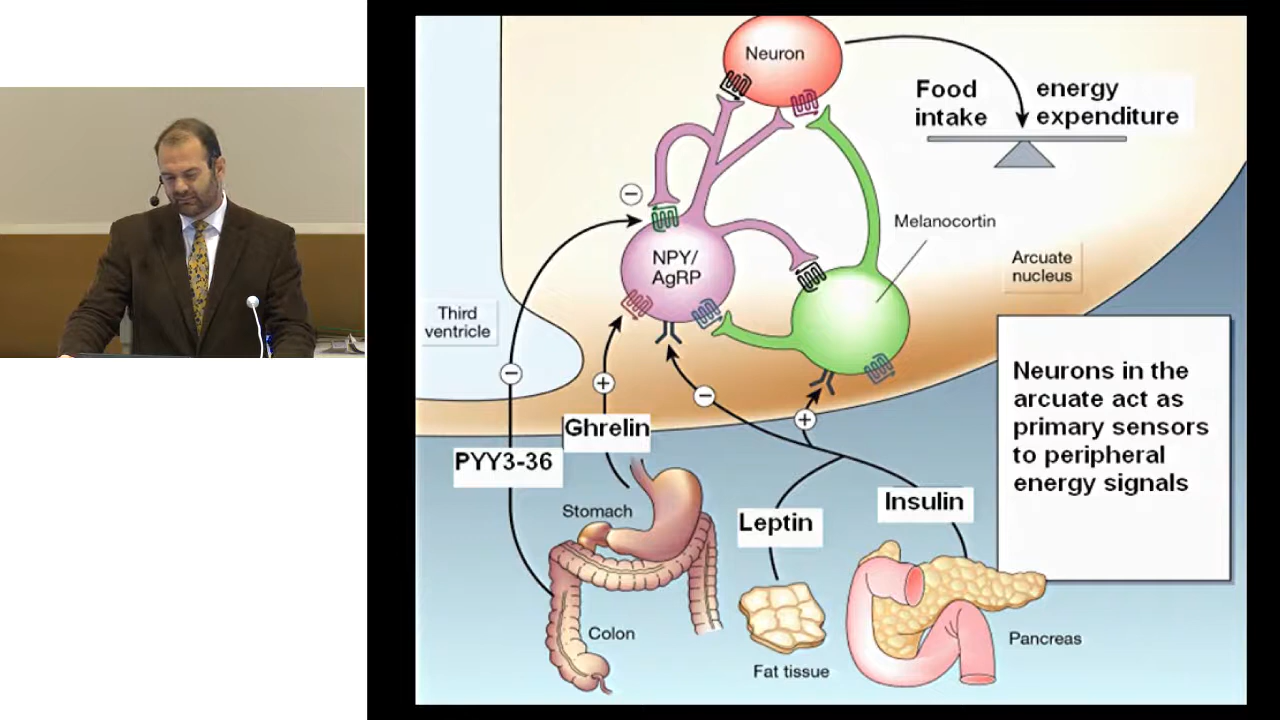 Neuron
Food
intake
energy
expenditure
−
Melanocortin
NPY/
AgRP
Arcuate
nucleus
Third
ventricle
−
+
−
+
Neurons in the
arcuate act as
primary sensors
to peripheral
energy signals
Ghrelin
PYY3-36
Stomach
Leptin
Insulin
Colon
Fat tissue
Pancreas